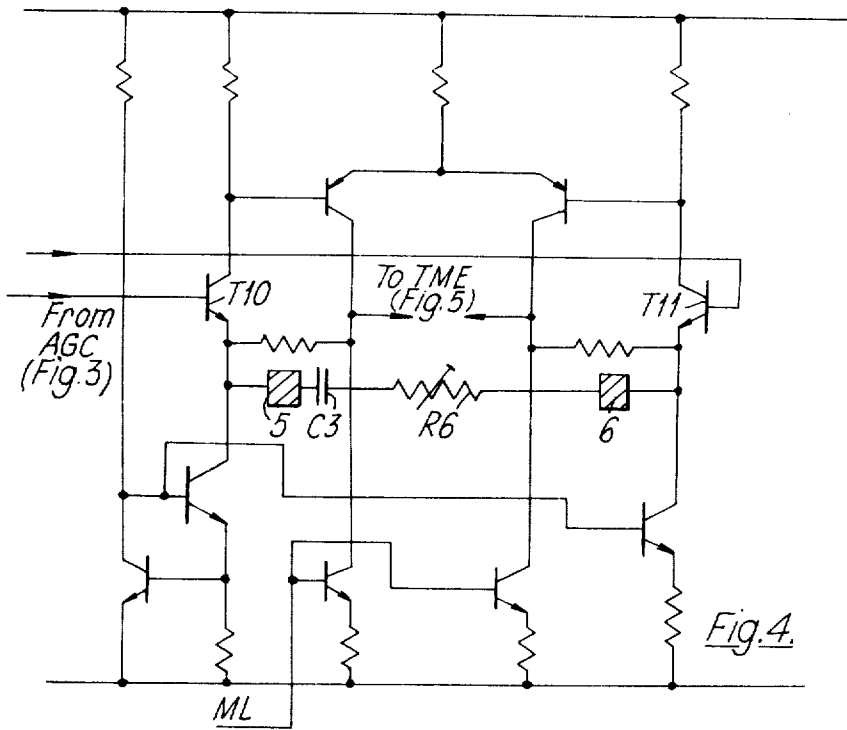 To TME
(Fig.5)
T10
T11
From
AGC
(Fig.3)
5
C3
R6
6
Fig.4.
ML